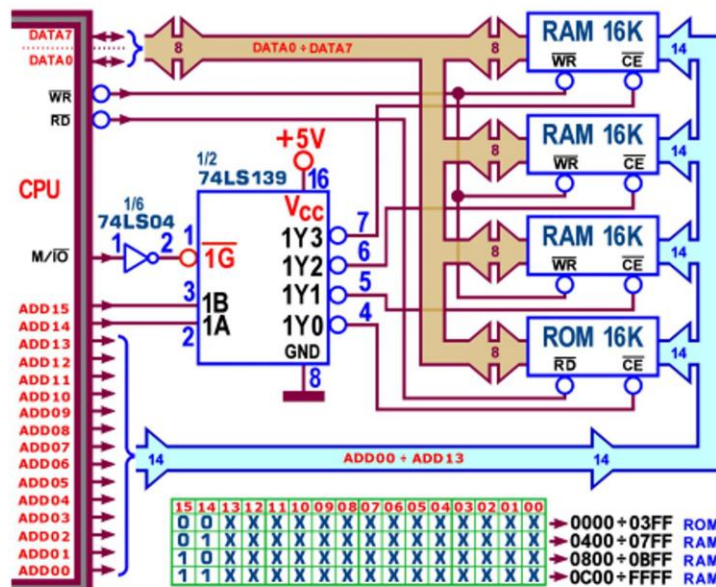 DATA7
DATA0
8
DATA0 ÷ DATA7
8
RAM 16K
WR CE
14
WR
RD
CPU
+5V
1/2
74LS139
16
VCC
1/6
74LS04
1 2
M/IO
1
1G
1Y3 7
1Y2 6
1Y1 5
1Y0 4
3
1B
1A
2
GND
8
8
RAM 16K
WR CE
14
8
RAM 16K
WR CE
14
8
ROM 16K
RD CE
14
ADD15
ADD14
ADD13
ADD12
ADD11
ADD10
ADD09
ADD08
ADD07
ADD06
ADD05
ADD04
ADD03
ADD02
ADD01
ADD00
14
ADD00 ÷ ADD13
14
15 14 13 12 11 10 09 08 07 06 05 04 03 02 01 00
0 0 X X X X X X X X X X X X X X 0000÷03FF ROM
0 1 X X X X X X X X X X X X X X 0400÷07FF RAM
1 0 X X X X X X X X X X X X X X 0800÷0BFF RAM
1 1 X X X X X X X X X X X X X X 0C00÷FFFF RAM